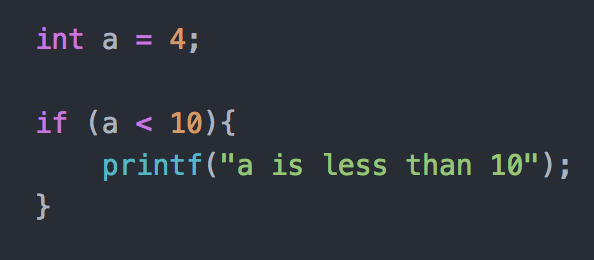 int a = 4;
if (a < 10){
printf("a is less than 10");
}